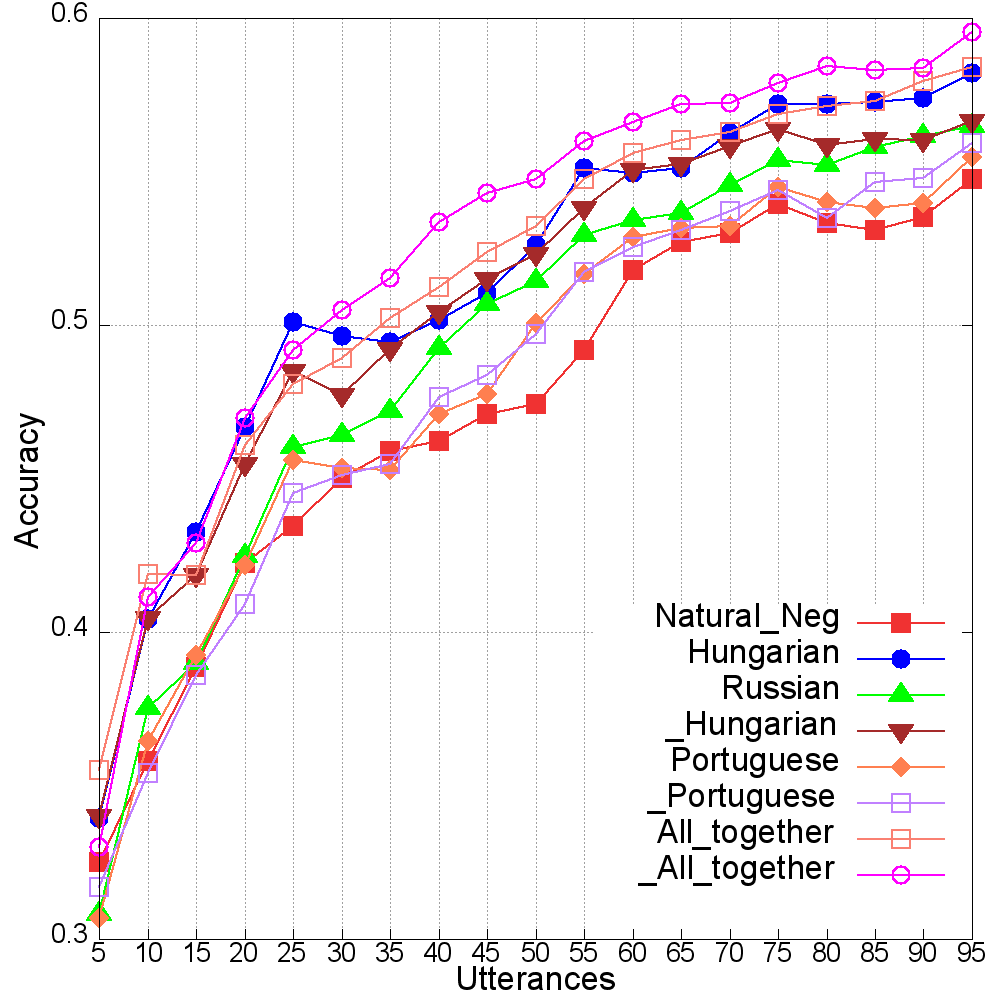 0.6
0.5
0.4
0.3
Accuracy
Natural_Neg
Hungarian
Russian
_Hungarian
Portuguese
_Portuguese
All_together
_All_together
5 10 15 20 25 30 35 40 45 50 55 60 65 70 75 80 85 90 95
Utterances